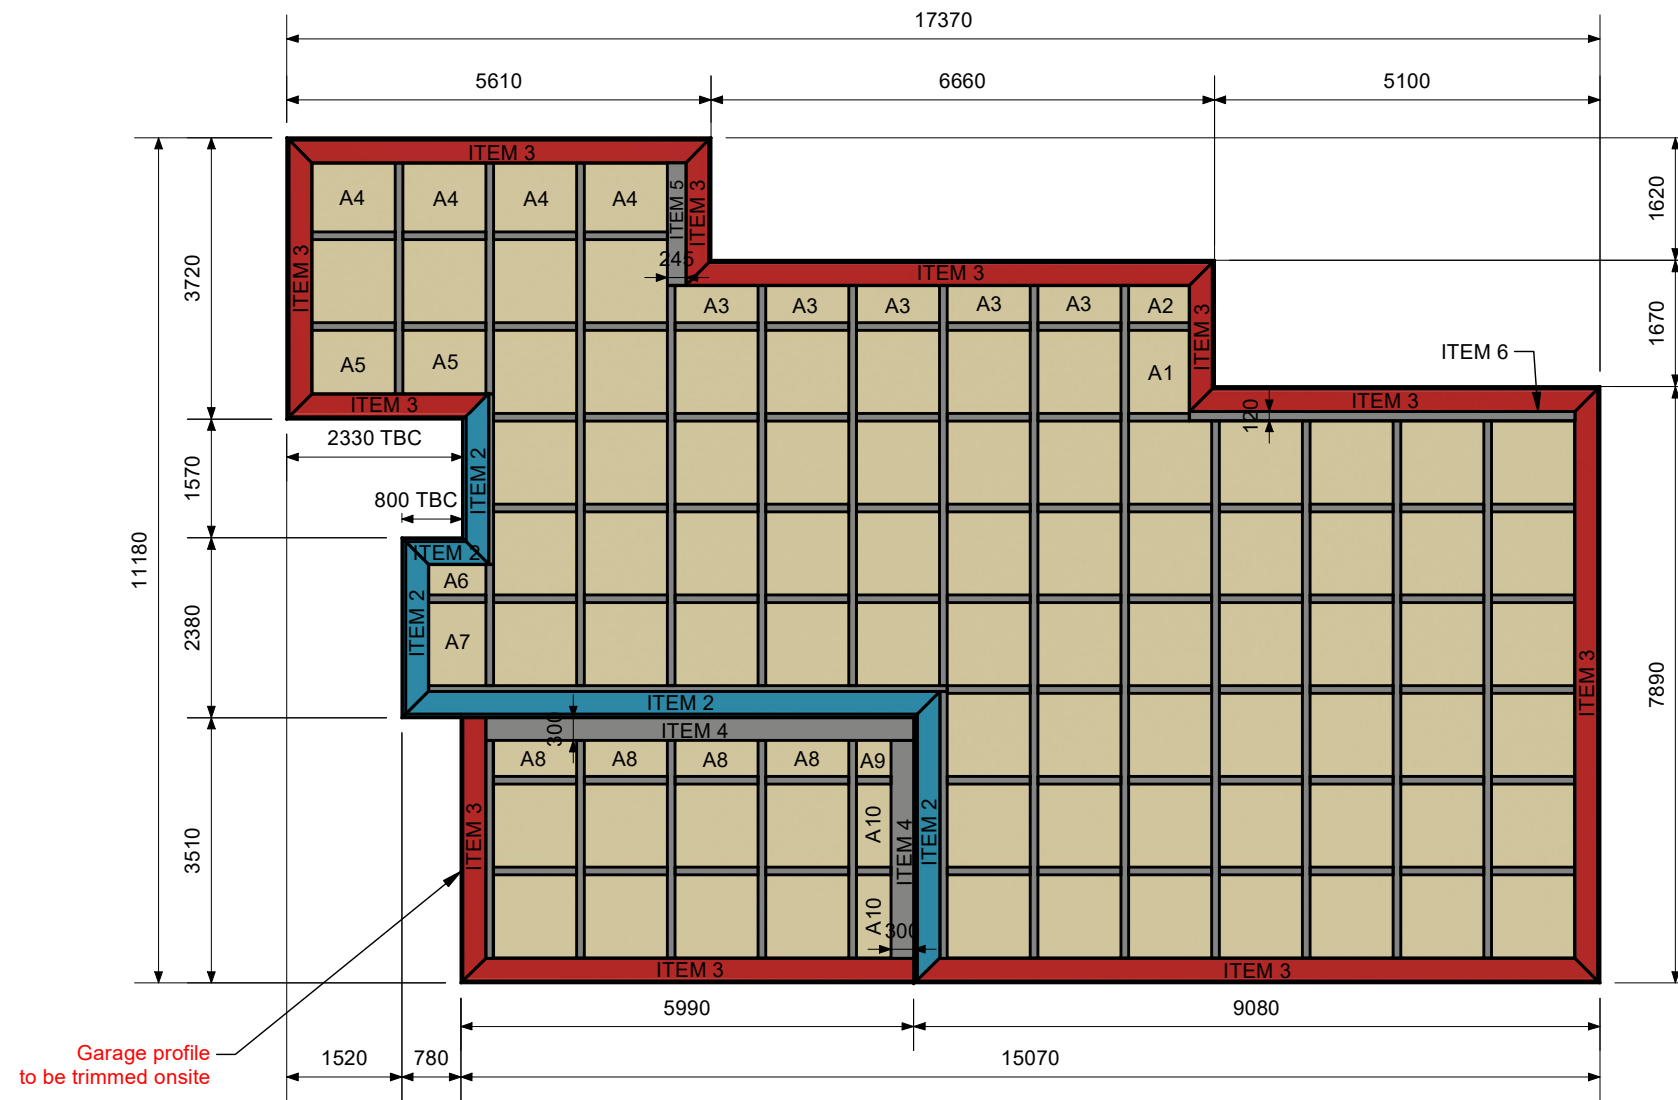 17370
5610
6660
5100
ITEM 3
A4
A4
A4
A4
ITEM 5
ITEM 3
1620
3720
ITEM 3
245
ITEM 3
A3
A3
A3
A3
A3
A2
ITEM 3
1670
ITEM 6
A5
A5
A1
ITEM 3
ITEM 3
120
2330 TBC
1570
ITEM 2
800 TBC
11180
ITEM 2
A6
ITEM 2
2380
A7
ITEM 3
7890
ITEM 2
300
ITEM 4
A8
A8
A8
A8
A9
ITEM 3
A10
ITEM 4
ITEM 2
3510
A10
300
ITEM 3
ITEM 3
5990
9080
Garage profile
to be trimmed onsite
1520
780
15070